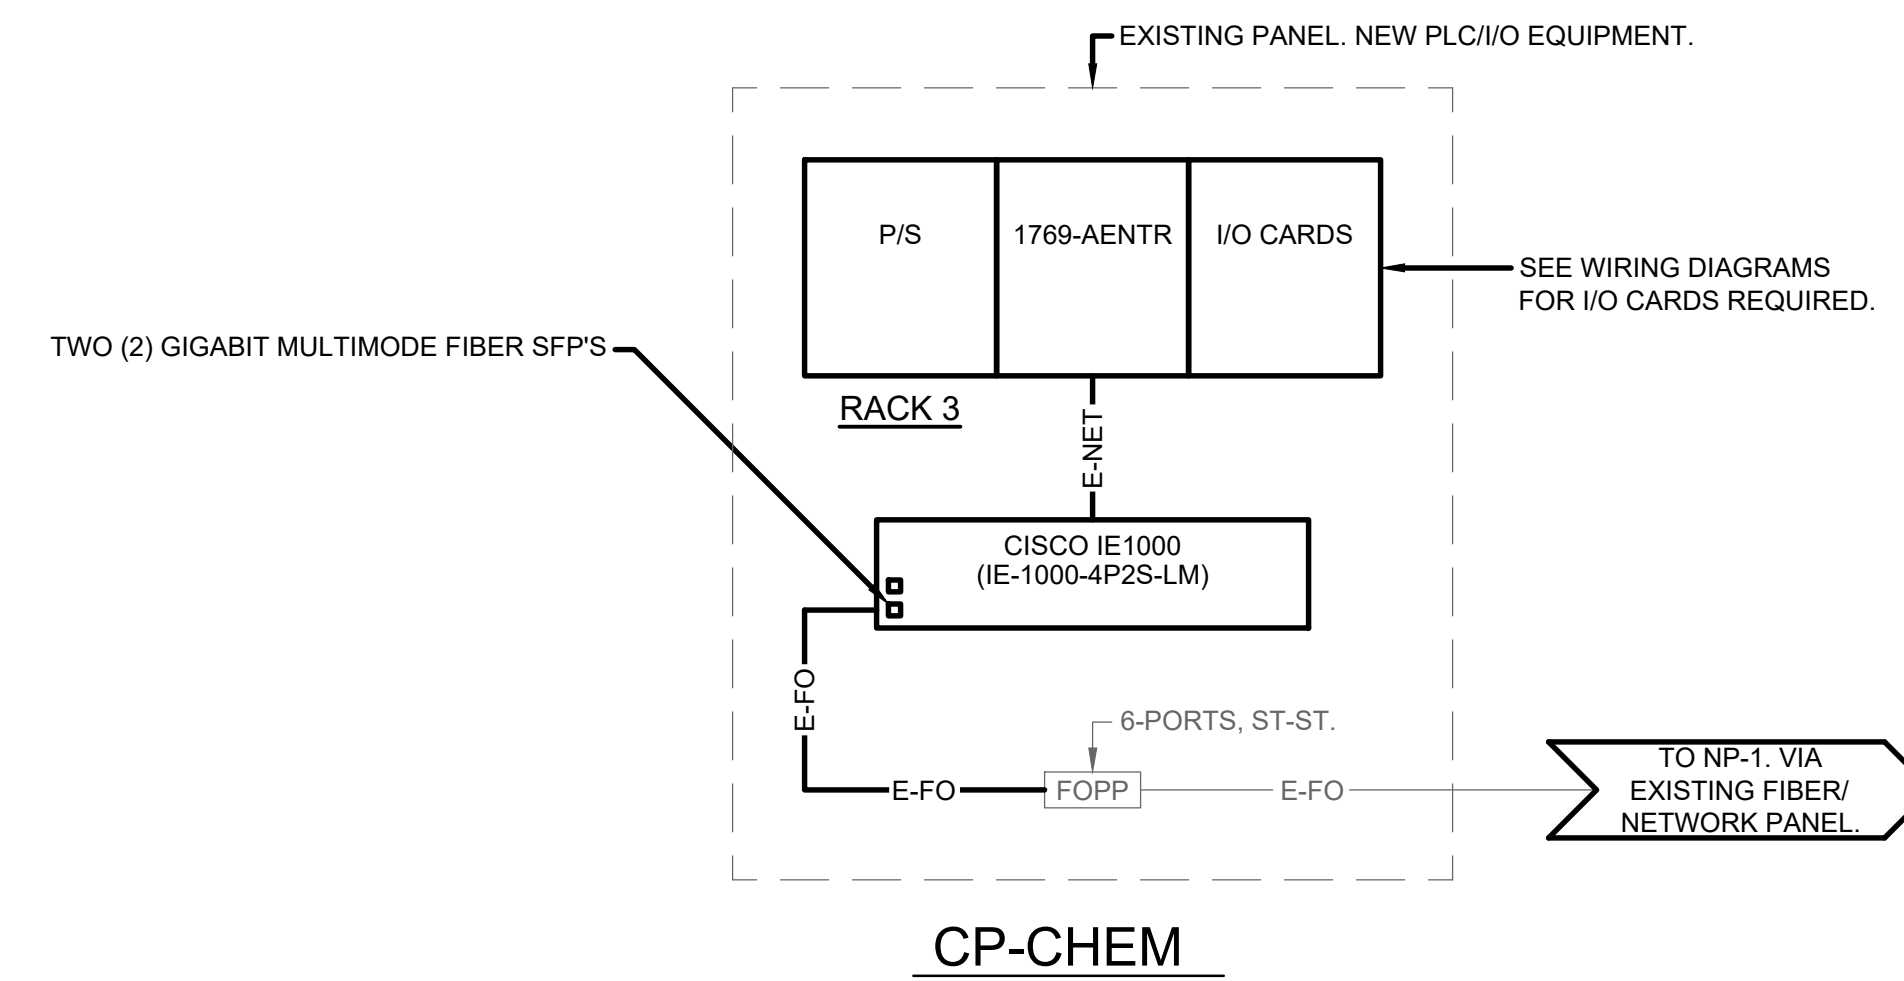 EXISTING PANEL. NEW PLC/I/O EQUIPMENT.
P/S
1769-AENTR
I/O CARDS
SEE WIRING DIAGRAMS
FOR I/O CARDS REQUIRED.
TWO (2) GIGABIT MULTIMODE FIBER SFP'S
RACK 3
E-NET
CISCO IE1000
(IE-1000-4P2S-LM)
E-FO
6-PORTS, ST-ST.
E-FO
FOPP
E-FO
TO NP-1. VIA
EXISTING FIBER/
NETWORK PANEL.
CP-CHEM